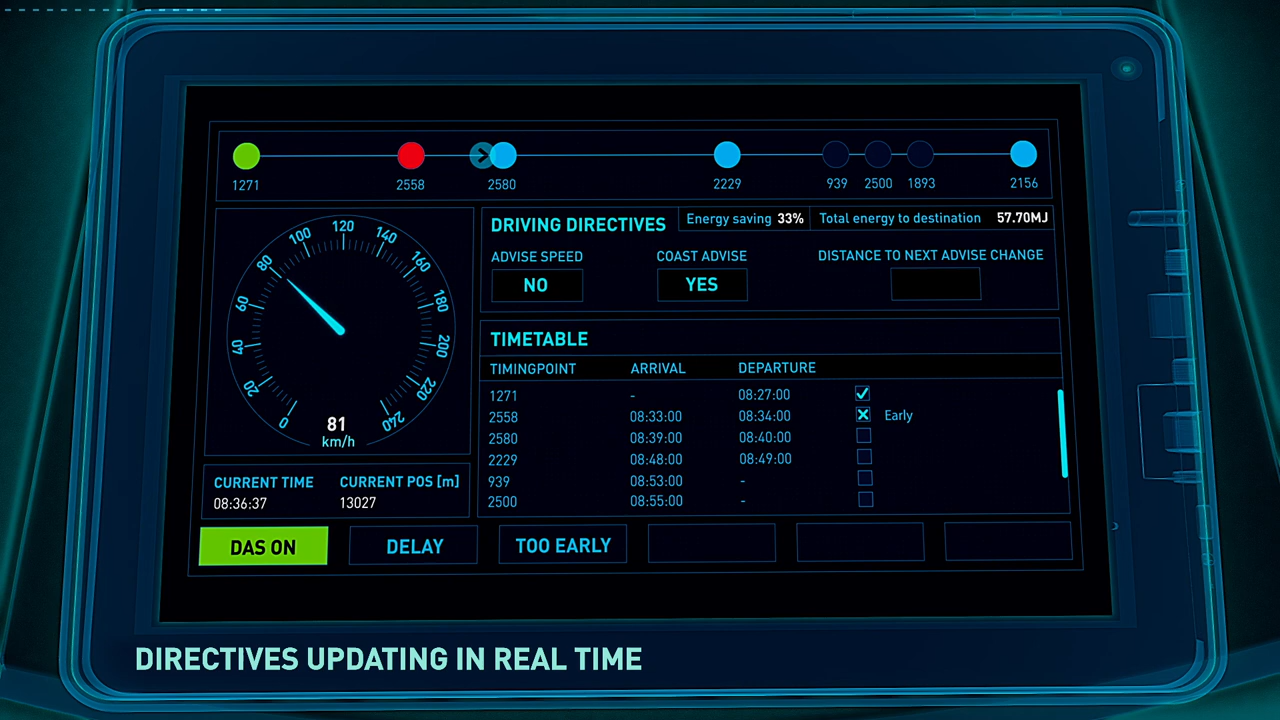 1271 2558 2580 2229 939 2500 1893 2156
DRIVING DIRECTIVES Energy saving 33% Total energy to destination 57.70MJ
ADVISE SPEED COAST ADVISE DISTANCE TO NEXT ADVISE CHANGE
NO YES
0 20 40 60 80 100 120 140 160 180 200 220 240
81
km/h
TIMETABLE
TIMINGPOINT ARRIVAL DEPARTURE
1271 - 08:27:00
2558 08:33:00 08:34:00 Early
2580 08:39:00 08:40:00
2229 08:48:00 08:49:00
939 08:53:00 -
2500 08:55:00 -
CURRENT TIME CURRENT POS [m]
08:36:37 13027
DAS ON DELAY TOO EARLY
DIRECTIVES UPDATING IN REAL TIME